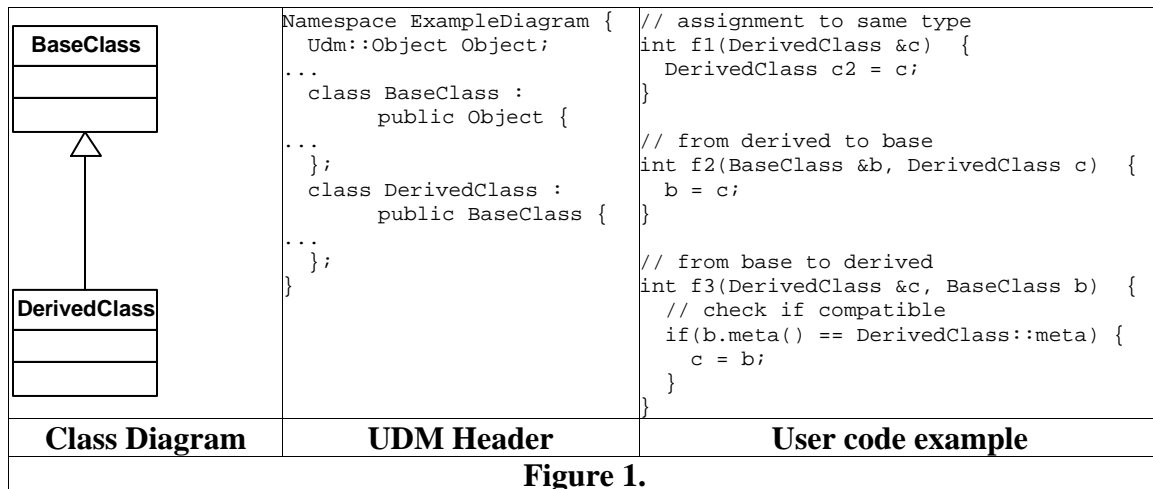 BaseClass
DerivedClass
Namespace ExampleDiagram {
  Udm::Object Object;
...
  class BaseClass :
        public Object {
...
  };
  class DerivedClass :
        public BaseClass {
...
  };
}
// assignment to same type
int f1(DerivedClass &c)  {
  DerivedClass c2 = c;
}

// from derived to base
int f2(BaseClass &b, DerivedClass c)  {
  b = c;
}

// from base to derived
int f3(DerivedClass &c, BaseClass b)  {
  // check if compatible
  if(b.meta() == DerivedClass::meta) {
    c = b;
  }
}
Class Diagram
UDM Header
User code example
Figure 1.